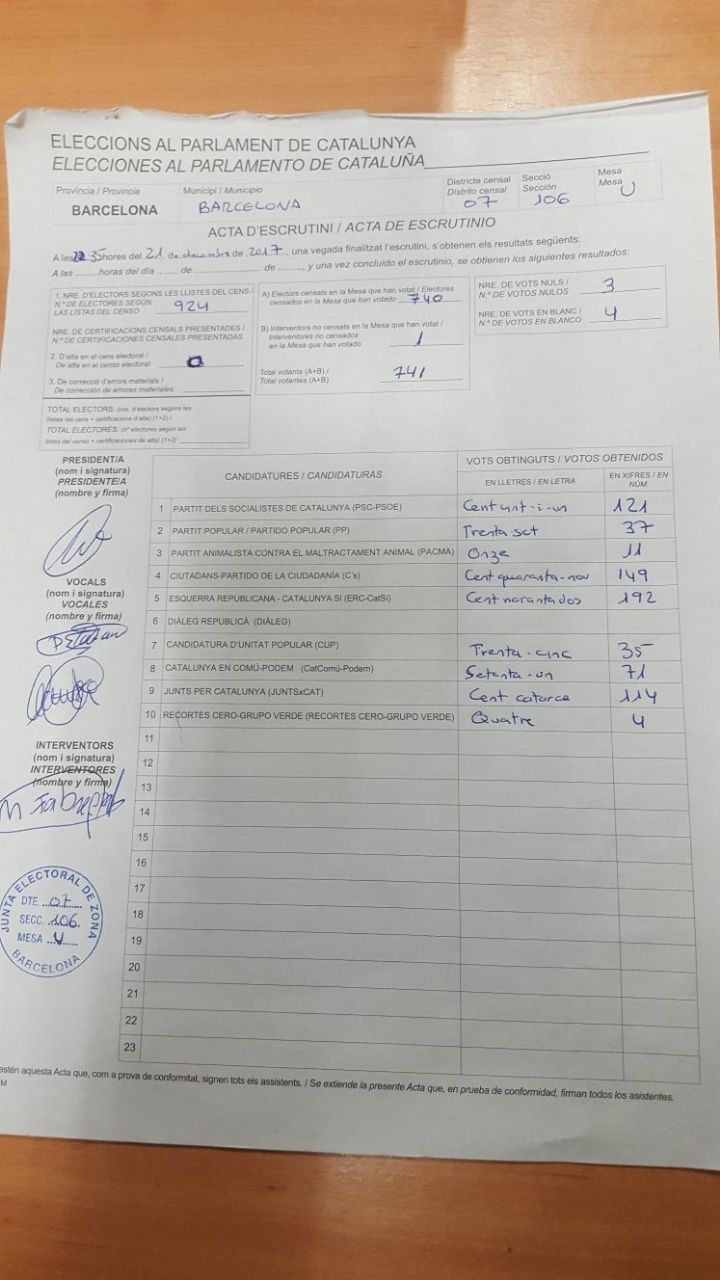 ELECCIONS AL PARLAMENT DE CATALUNYA
ELECCIONES AL PARLAMENTO DE CATALUÑA
Província / Provincia Municipi / Municipio Districte censal Secció Mesa
Distrito censal Sección Mesa
BARCELONA BARCELONA 07 106 U
ACTA D'ESCRUTINI / ACTA DE ESCRUTINIO
A les 22 35 hores del 21 de desembre de 2017, una vegada finalitzat l'escrutini, s'obtenen els resultats següents:
A las ........ horas del día ....... de ........................ de ........, y una vez concluido el escrutinio, se obtienen los siguientes resultados:
1. NRE. D'ELECTORS SEGONS LES LLISTES DEL CENS /
N.º DE ELECTORES SEGÚN
LAS LISTAS DEL CENSO 924
NRE. DE CERTIFICACIONS CENSALS PRESENTADES /
N.º DE CERTIFICACIONES CENSALES PRESENTADAS
2. D'alta en el cens electoral /
De alta en el censo electoral: 0
3. De correcció d'errors materials /
De corrección de errores materiales:
TOTAL ELECTORS: (nre. d'electors segons les
llistes del cens + certificacions d'alta) (1+2) /
TOTAL ELECTORES: (nº electores según las
listas del censo + certificaciones de alta) (1+2)
A) Electors censats en la Mesa que han votat / Electores
censados en la Mesa que han votado 740
B) Interventors no censats en la Mesa que han votat /
Interventores no censados
en la Mesa que han votado 1
Total votants (A+B) /
Total votantes (A+B) 741
NRE. DE VOTS NULS /
N.º DE VOTOS NULOS 3
NRE. DE VOTS EN BLANC /
N.º DE VOTOS EN BLANCO 4
PRESIDENT/A
(nom i signatura)
PRESIDENTE/A
(nombre y firma)
VOCALS
(nom i signatura)
VOCALES
(nombre y firma)
INTERVENTORS
(nom i signatura)
INTERVENTORES
(nombre y firma)
CANDIDATURES / CANDIDATURAS VOTS OBTINGUTS / VOTOS OBTENIDOS
EN LLETRES / EN LETRA EN XIFRES / EN NÚM.
1 PARTIT DELS SOCIALISTES DE CATALUNYA (PSC-PSOE) Cent vint-i-un 121
2 PARTIT POPULAR / PARTIDO POPULAR (PP) Trenta set 37
3 PARTIT ANIMALISTA CONTRA EL MALTRACTAMENT ANIMAL (PACMA) Onze 11
4 CIUTADANS-PARTIDO DE LA CIUDADANÍA (C's) Cent quaranta-nou 149
5 ESQUERRA REPUBLICANA - CATALUNYA SI (ERC-CatSi) Cent noranta dos 192
6 DIÀLEG REPUBLICÀ (DIÀLEG)
7 CANDIDATURA D'UNITAT POPULAR (CUP) Trenta-cinc 35
8 CATALUNYA EN COMÚ-PODEM (CatComú-Podem) Setanta-un 71
9 JUNTS PER CATALUNYA (JUNTSxCAT) Cent catorce 114
10 RECORTES CERO-GRUPO VERDE (RECORTES CERO-GRUPO VERDE) Quatre 4
11
12
13
14
15
16
17
18
19
20
21
22
23
JUNTA ELECTORAL DE ZONA
DTE. 07
SECC. 106
MESA U
BARCELONA
estén aquesta Acta que, com a prova de conformitat, signen tots els assistents. / Se extiende la presente Acta que, en prueba de conformidad, firman todos los asistentes.
M